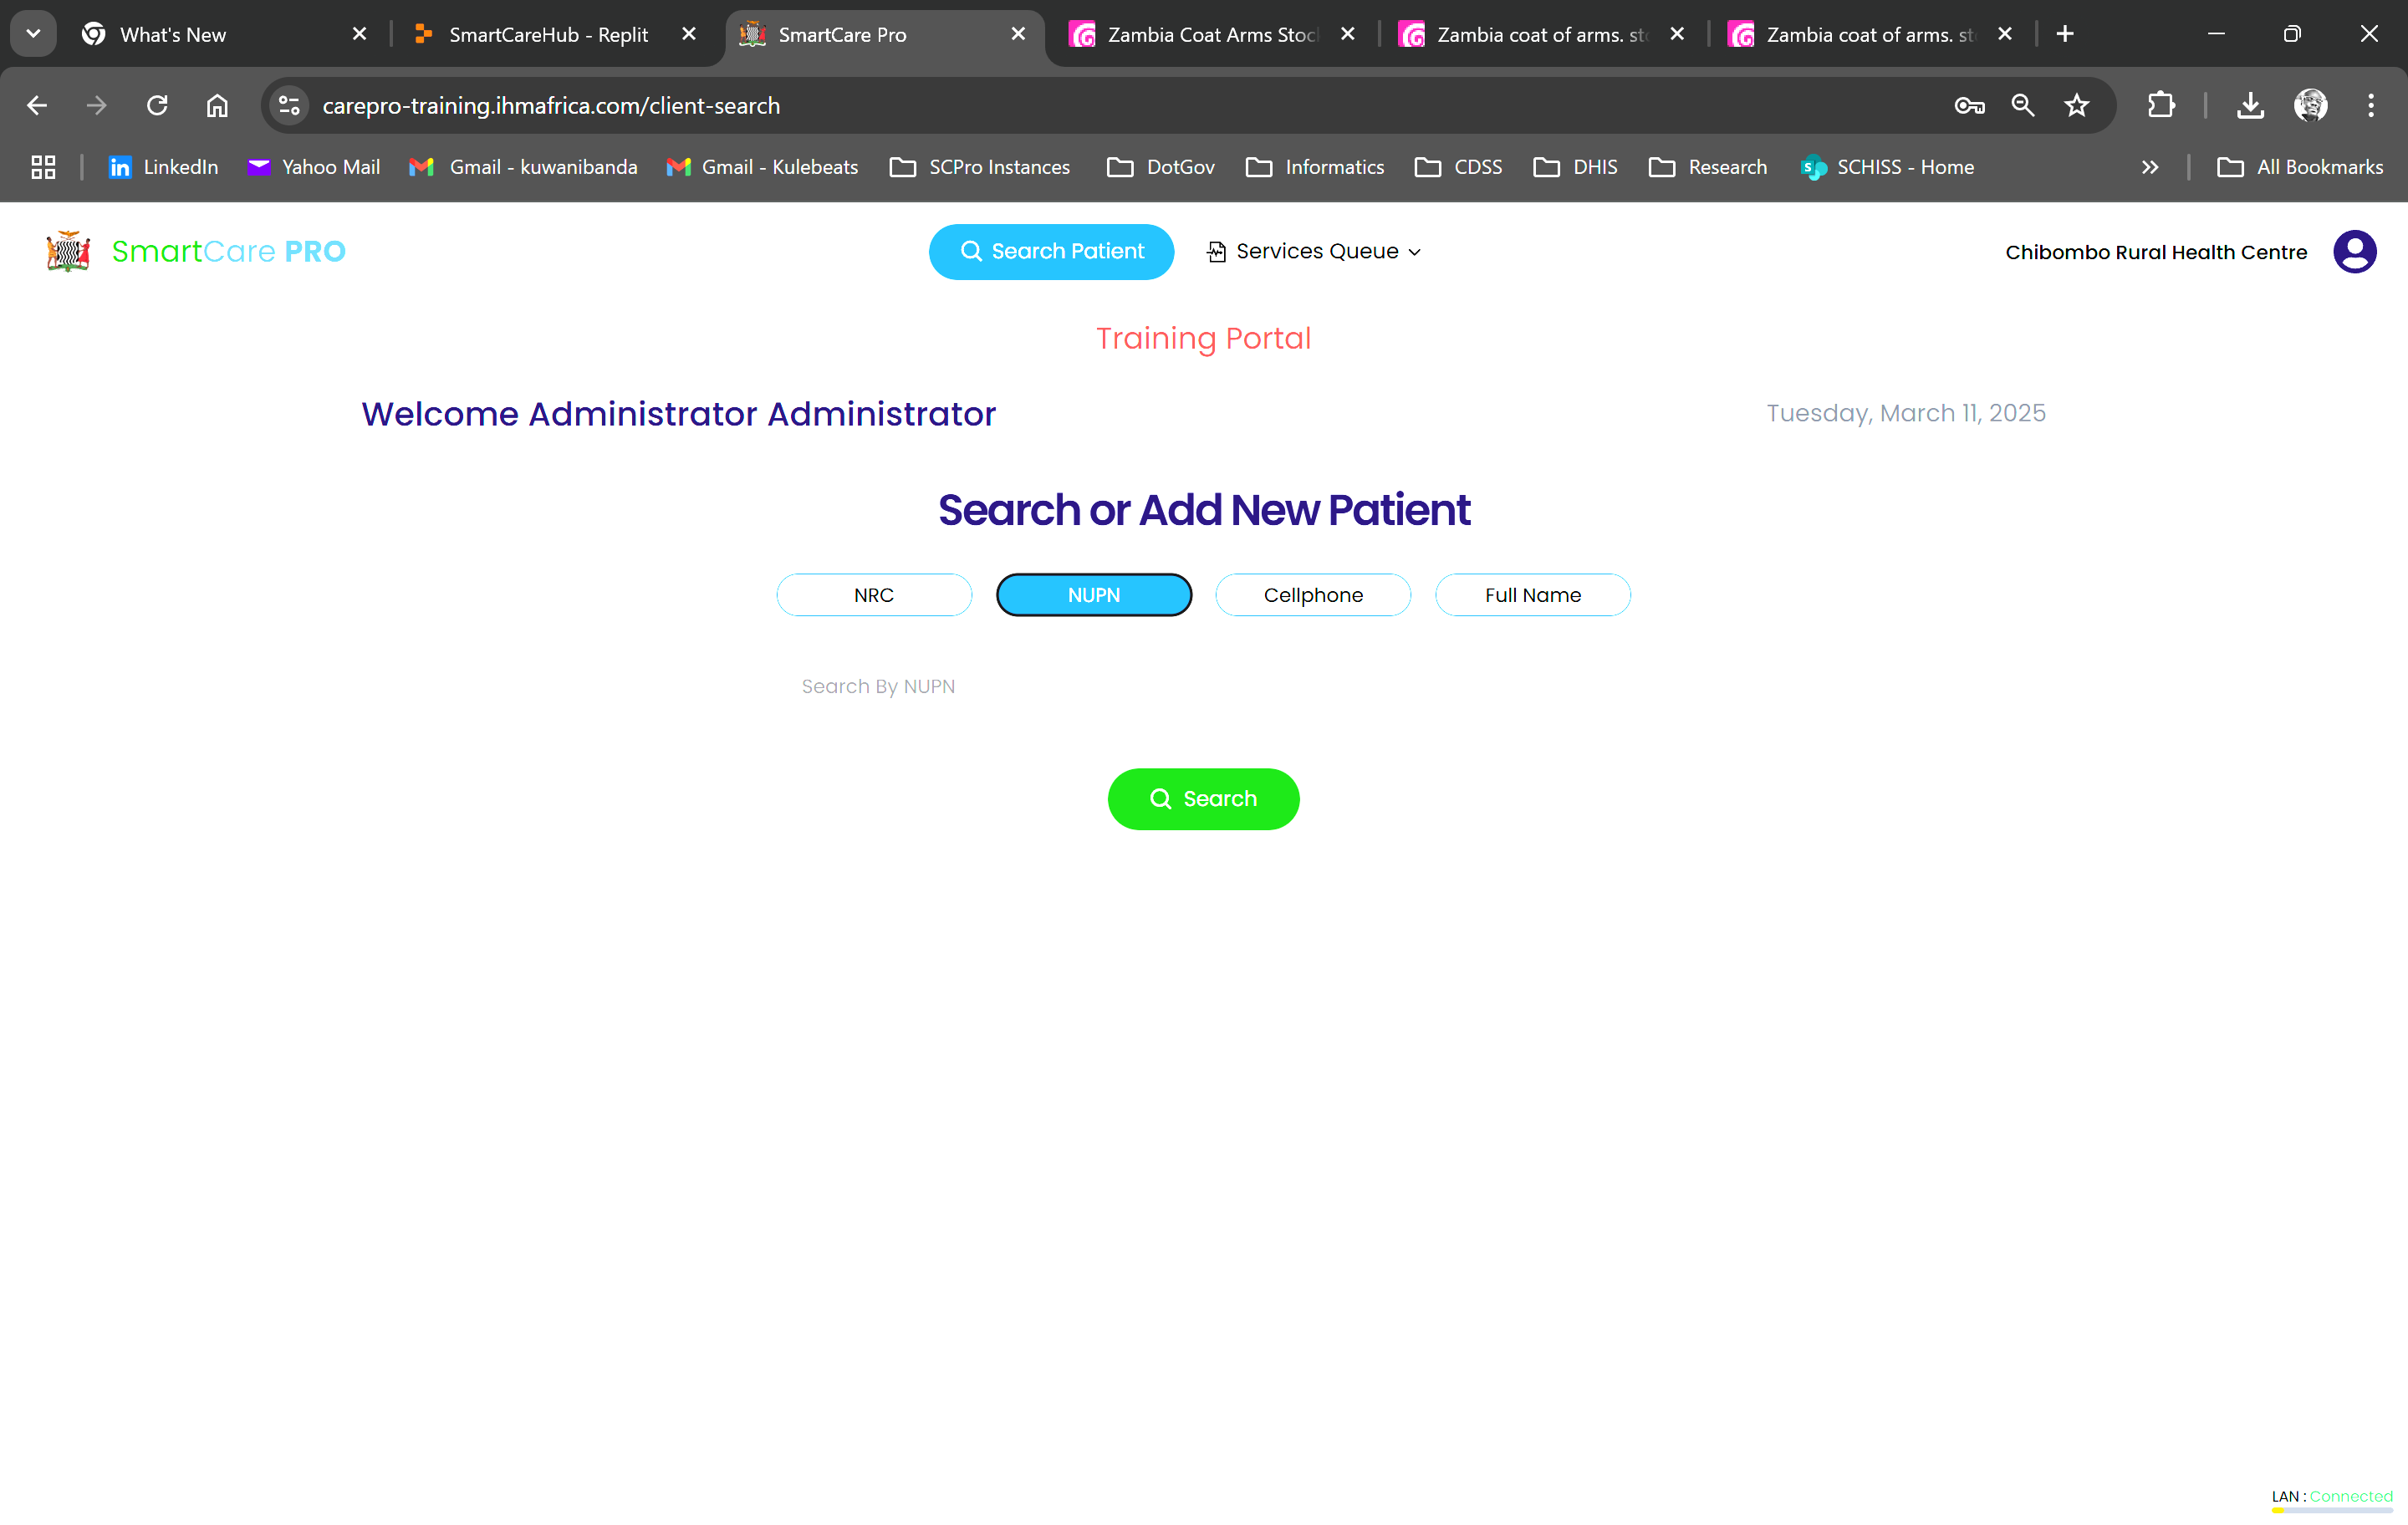 What's New
SmartCareHub - Replit
SmartCare Pro
Zambia Coat Arms Stoc
Zambia coat of arms. st
Zambia coat of arms. st
carepro-training.ihmafrica.com/client-search
LinkedIn
Yahoo Mail
Gmail - kuwanibanda
Gmail - Kulebeats
SCPro Instances
DotGov
Informatics
CDSS
DHIS
Research
SCHISS - Home
All Bookmarks
SmartCare PRO
Search Patient
Services Queue
Chibombo Rural Health Centre
Training Portal
Welcome Administrator Administrator
Tuesday, March 11, 2025
Search or Add New Patient
NRC
NUPN
Cellphone
Full Name
Search By NUPN
Search
LAN : Connected